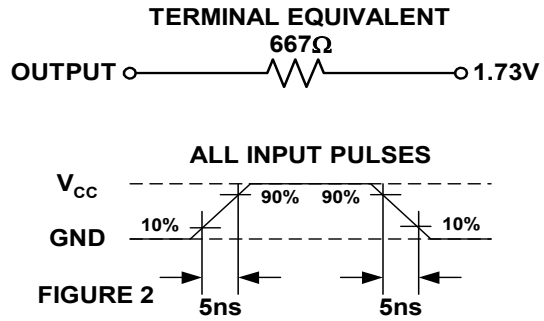 TERMINAL EQUIVALENT
667Ω
OUTPUT 1.73V
ALL INPUT PULSES
VCC
90% 90%
10% 10%
GND
FIGURE 2
5ns 5ns